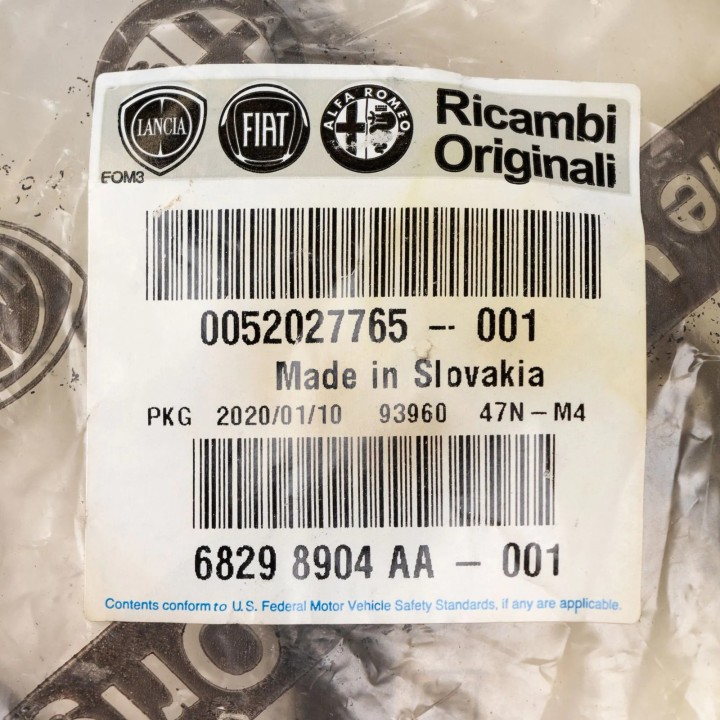 LANCIA
FIAT
ALFA ROMEO
Ricambi
Originali
EOM3
0052027765 - 001
Made in Slovakia
PKG 2020/01/10 93960 47N-M4
6829 8904 AA - 001
Contents conform to U.S. Federal Motor Vehicle Safety Standards, if any are applicable.